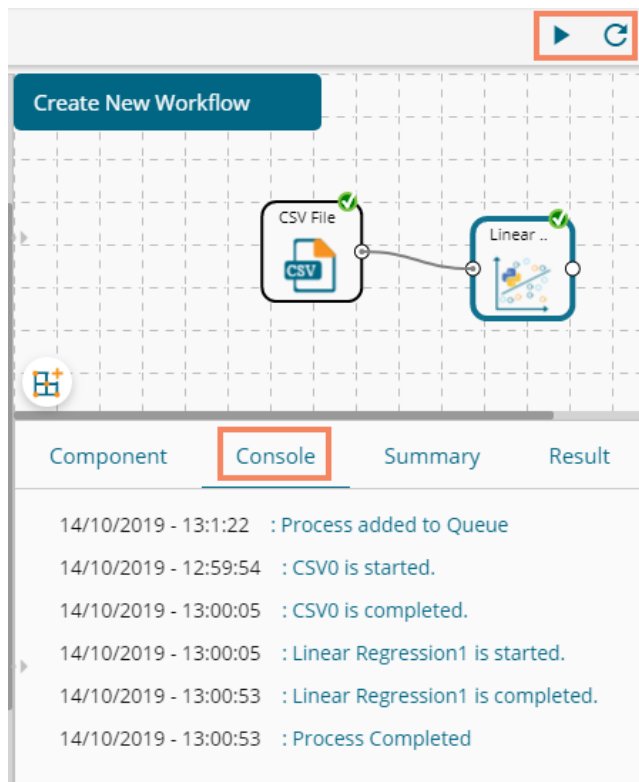 Create New Workflow
CSV File
CSV
Linear ..
Component Console Summary Result
14/10/2019 - 13:1:22 : Process added to Queue
14/10/2019 - 12:59:54 : CSV0 is started.
14/10/2019 - 13:00:05 : CSV0 is completed.
14/10/2019 - 13:00:05 : Linear Regression1 is started.
14/10/2019 - 13:00:53 : Linear Regression1 is completed.
14/10/2019 - 13:00:53 : Process Completed